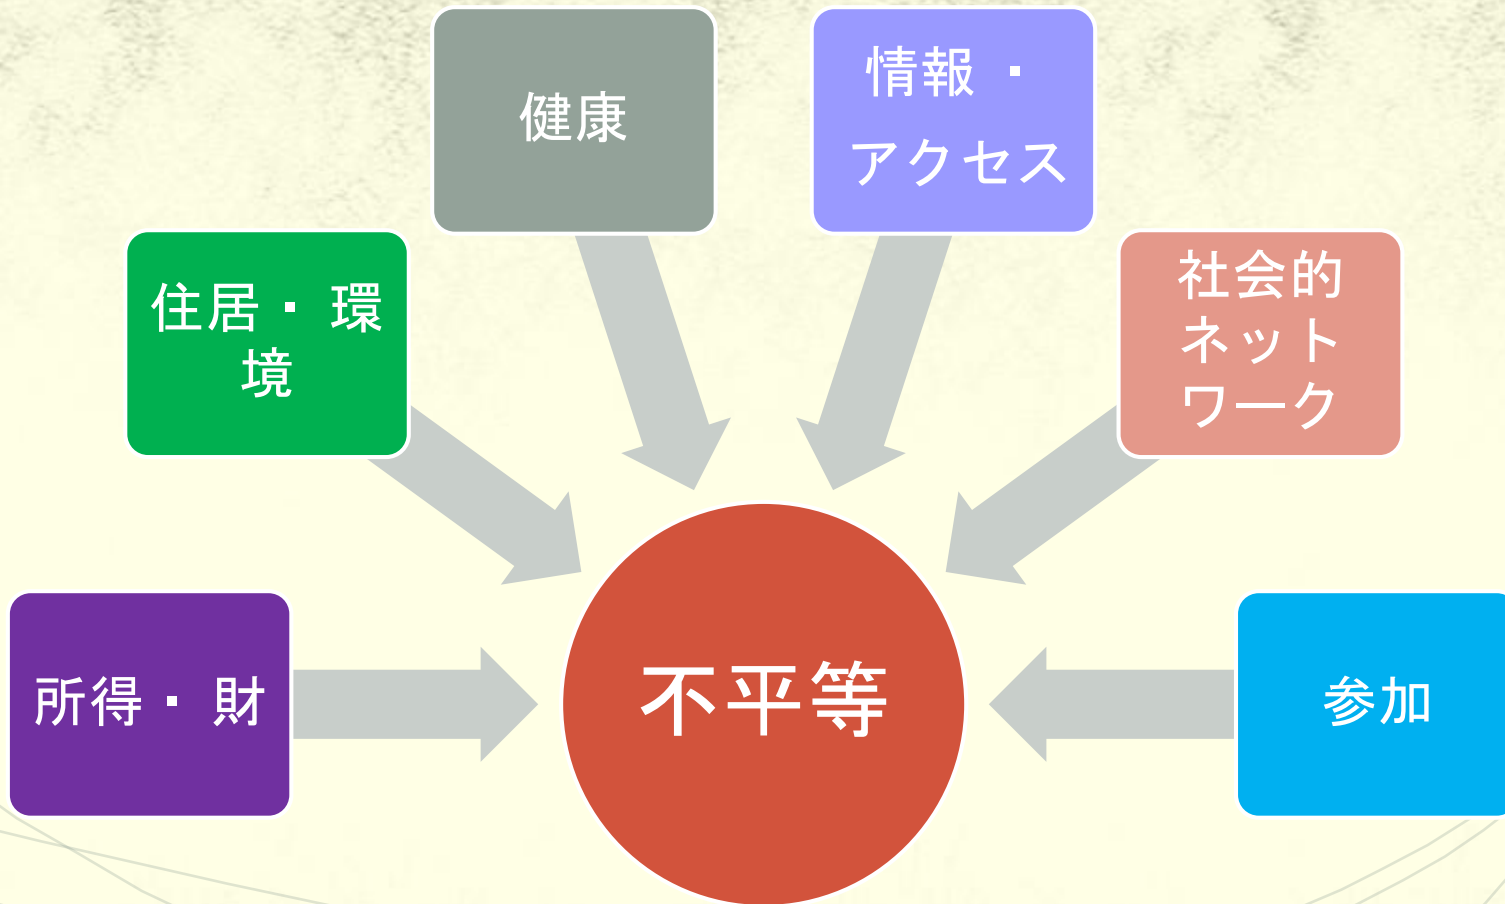 健康
情報 ・
アクセス
住居・ 環
境
社会的
ネット
ワーク
所得・ 財
不平等
参加